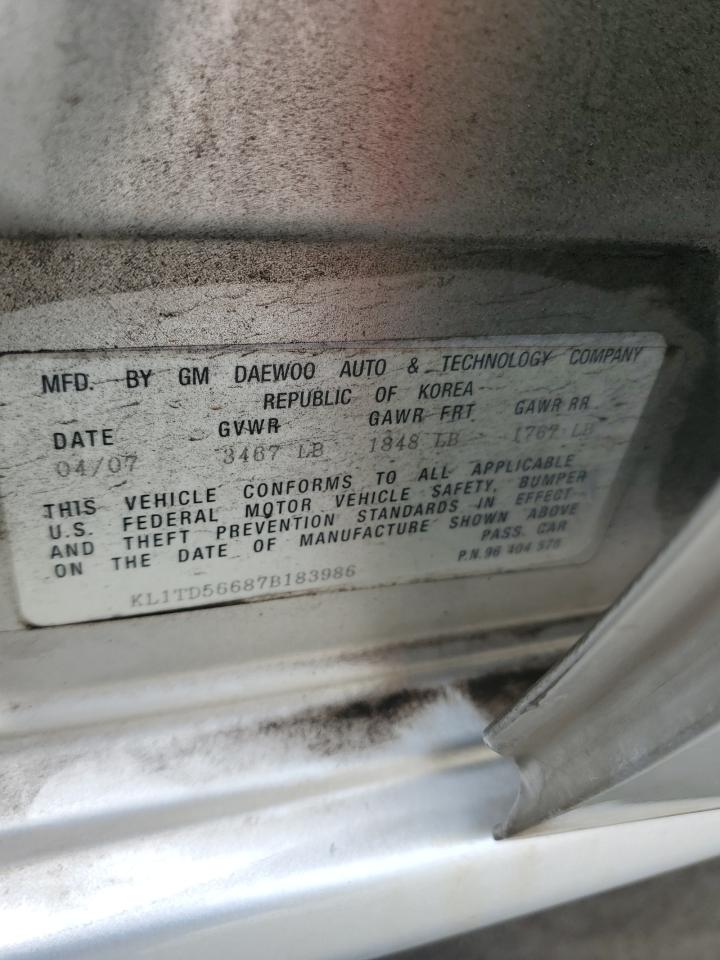 MFD. BY GM DAEWOO AUTO & TECHNOLOGY COMPANY
REPUBLIC OF KOREA
DATE GVWR GAWR FRT GAWR RR
04/07 3467 LB 1848 LB 1767 LB
THIS VEHICLE CONFORMS TO ALL APPLICABLE
U.S. FEDERAL MOTOR VEHICLE SAFETY, BUMPER
AND THEFT PREVENTION STANDARDS IN EFFECT
ON THE DATE OF MANUFACTURE SHOWN ABOVE
PASS. CAR
KL1TD56687B183986 P.N. 96 404 578